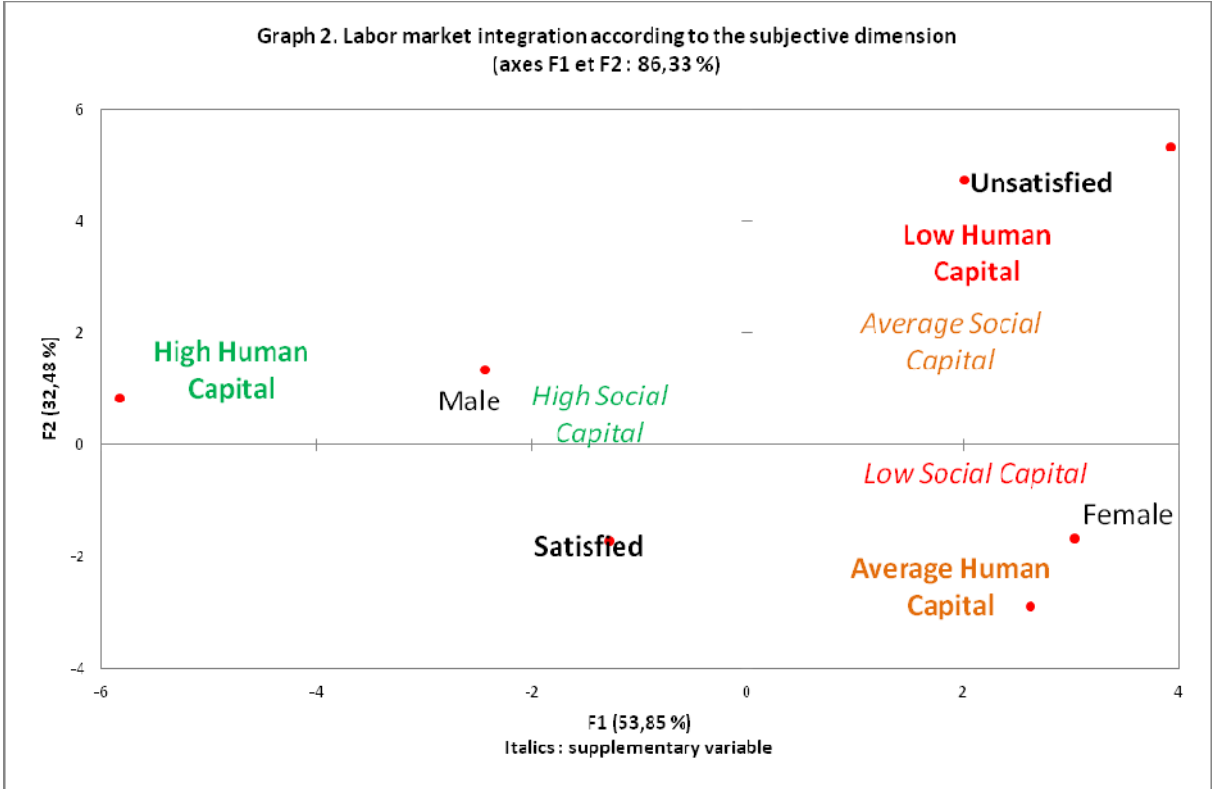 Graph 2. Labor market integration according to the subjective dimension
(axes F1 et F2 : 86,33 %)
6
Unsatisfied
4
Low Human
Capital
Average Social
Capital
2
High Human
Capital
Male
High Social
Capital
F2 (32,48 %)
0
Low Social Capital
Female
Satisfied
-2
Average Human
Capital
-4
-6
-4
-2
0
2
4
F1 (53,85 %)
Italics : supplementary variable